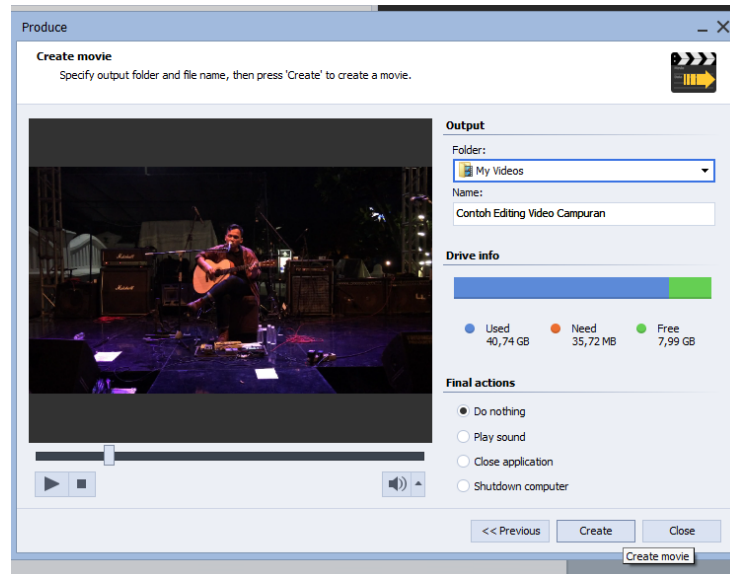 Produce
Create movie
Specify output folder and file name, then press 'Create' to create a movie.
Output
Folder:
My Videos
Name:
Contoh Editing Video Campuran
Drive info
Used
40,74 GB
Need
35,72 MB
Free
7,99 GB
Final actions
Do nothing
Play sound
Close application
Shutdown computer
<< Previous
Create
Close
Create movie
Marshall
Marshall